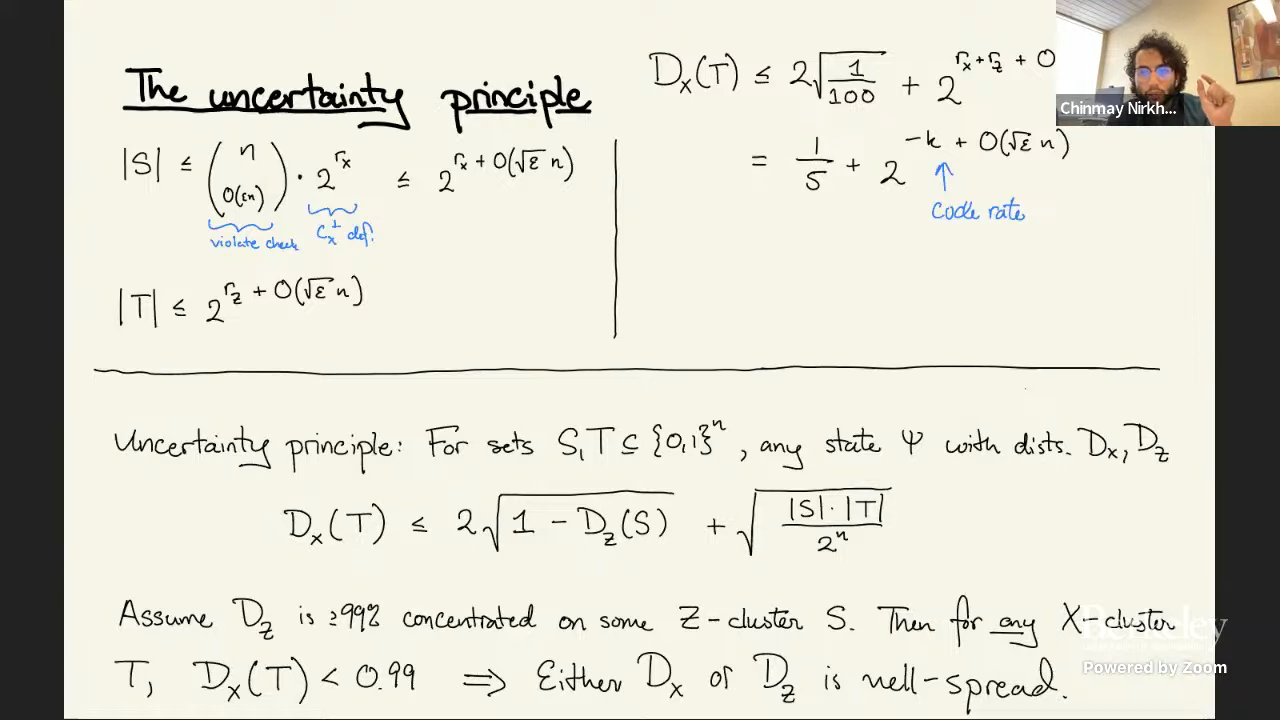 The uncertainty principle
|S| ≤ (n O(εn)) · 2^{r_x} ≤ 2^{r_x + O(√ε n)}
violate check C_x^⊥ def.
|T| ≤ 2^{r_z + O(√ε n)}
D_x(T) ≤ 2√(1/100) + 2^{r_x + r_z + O
= 1/5 + 2^{-k + O(√ε n)}
code rate
Chinmay Nirkh...
Uncertainty principle: For sets S,T ⊆ {0,1}^n, any state Ψ with dists. D_x, D_z
D_x(T) ≤ 2√(1 - D_z(S)) + √(|S|·|T| / 2^n)
Assume D_z is ≥99% concentrated on some Z-cluster S. Then for any X-cluster
T, D_x(T) < 0.99 ⟹ Either D_x or D_z is well-spread.
Berkeley
Powered by Zoom